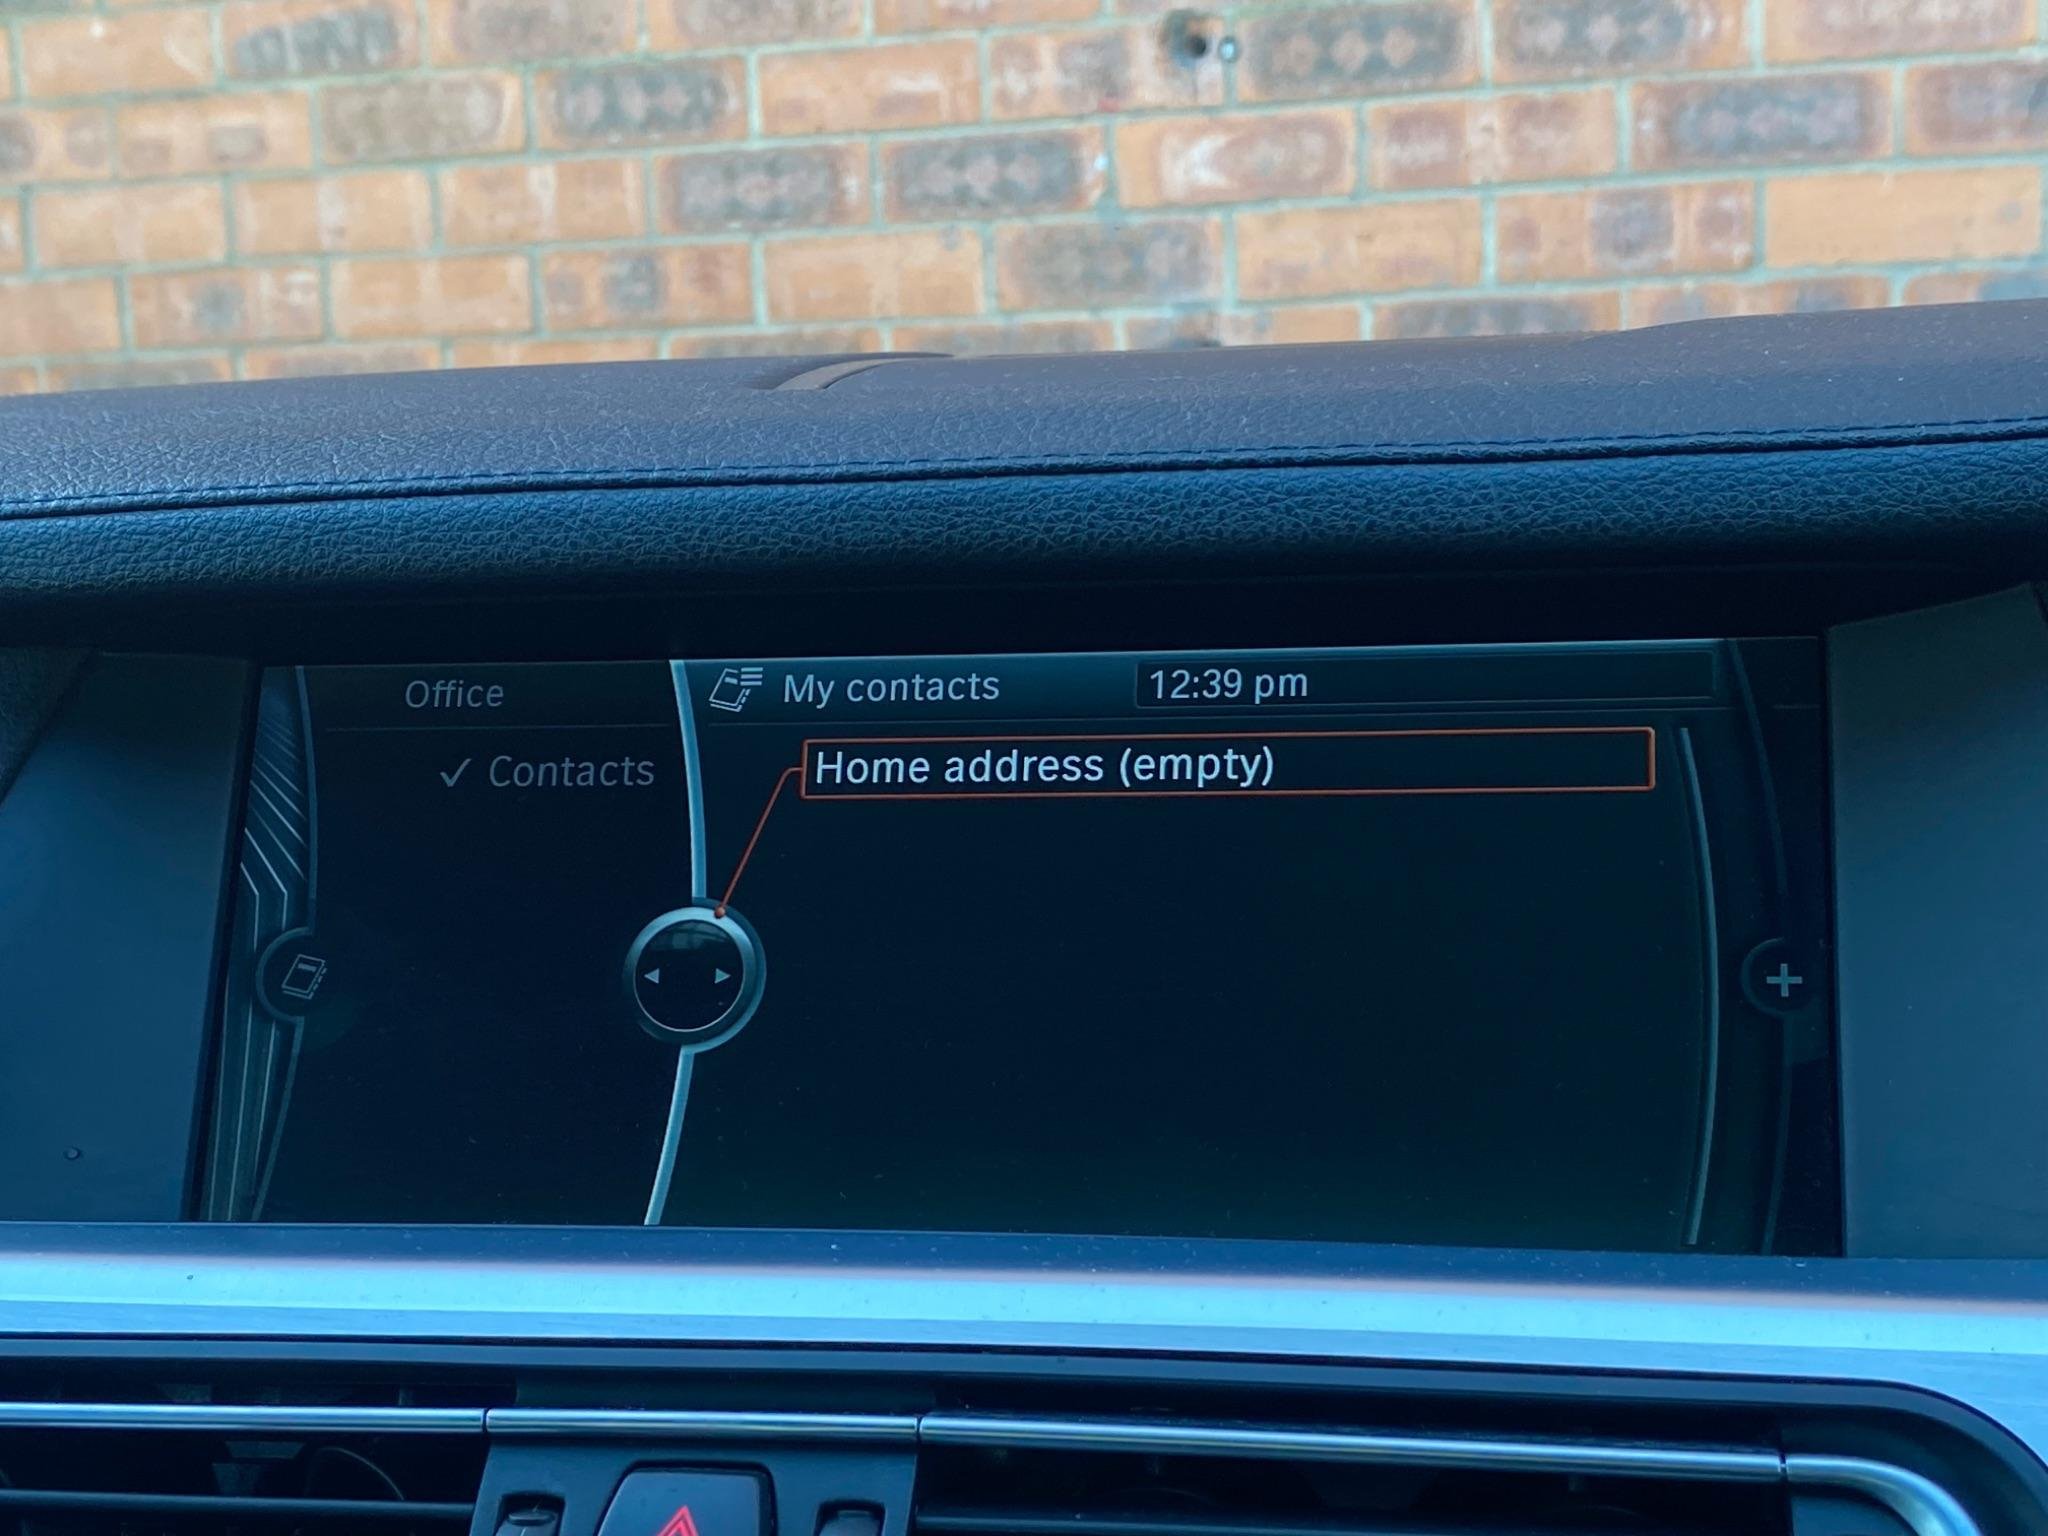 Office
✓ Contacts
My contacts
12:39 pm
Home address (empty)